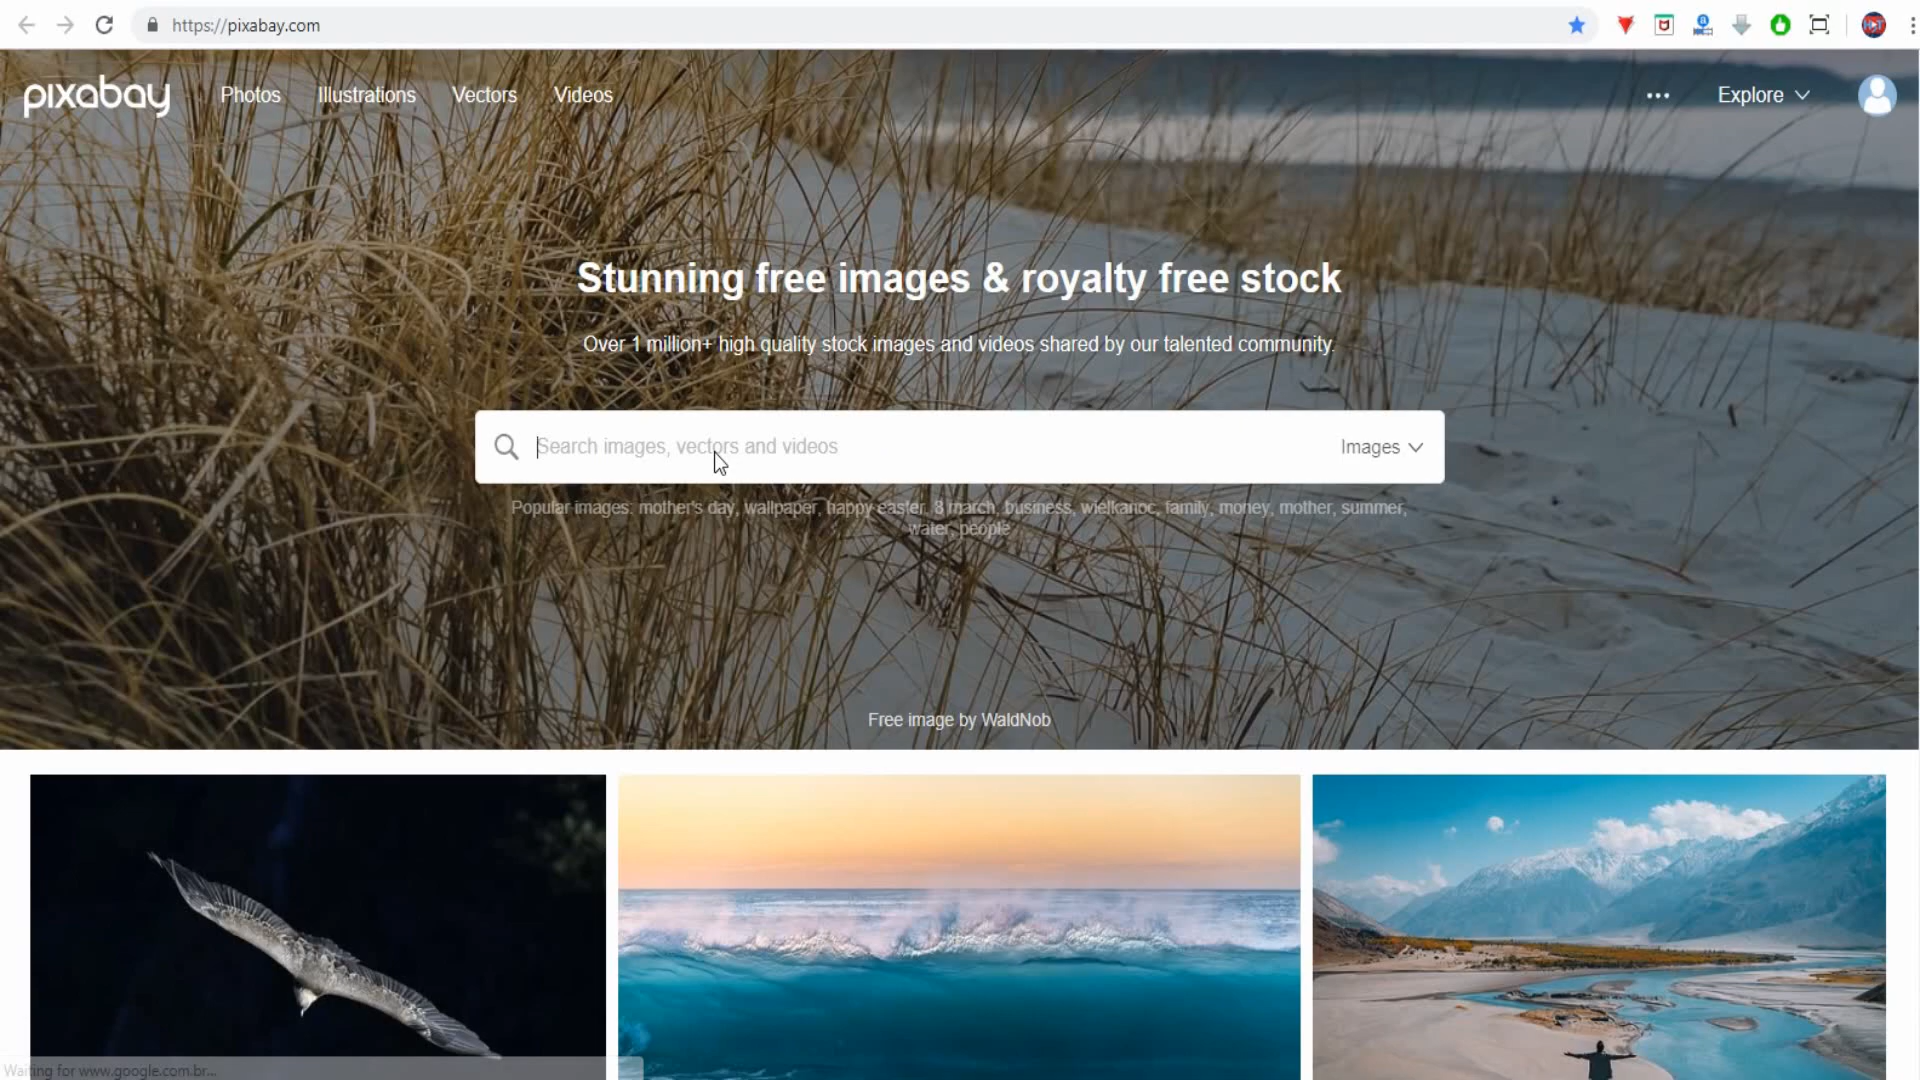 https://pixabay.com
pixabay Photos Illustrations Vectors Videos ••• Explore
Stunning free images & royalty free stock
Over 1 million+ high quality stock images and videos shared by our talented community.
Search images, vectors and videos Images
Popular images: mother's day, wallpaper, happy easter, 8 march, business, wielkanoc, family, money, mother, summer,
water, people
Free image by WaldNob
Waiting for www.google.com.br...